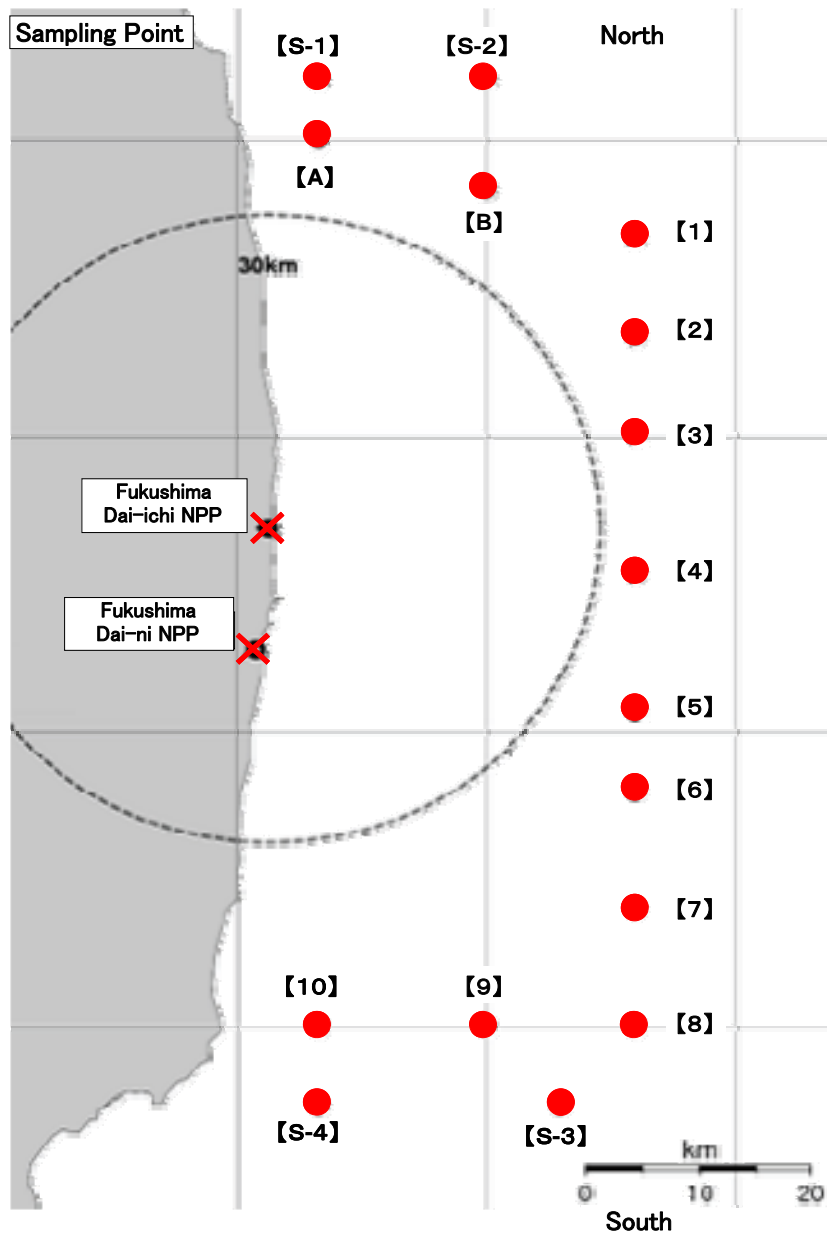 Sampling Point
North
【S-1】
【S-2】
【A】
【B】
【1】
30km
【2】
【3】
Fukushima
Dai-ichi NPP
【4】
Fukushima
Dai-ni NPP
【5】
【6】
【7】
【10】
【9】
【8】
【S-4】
【S-3】
km
0 10 20
South